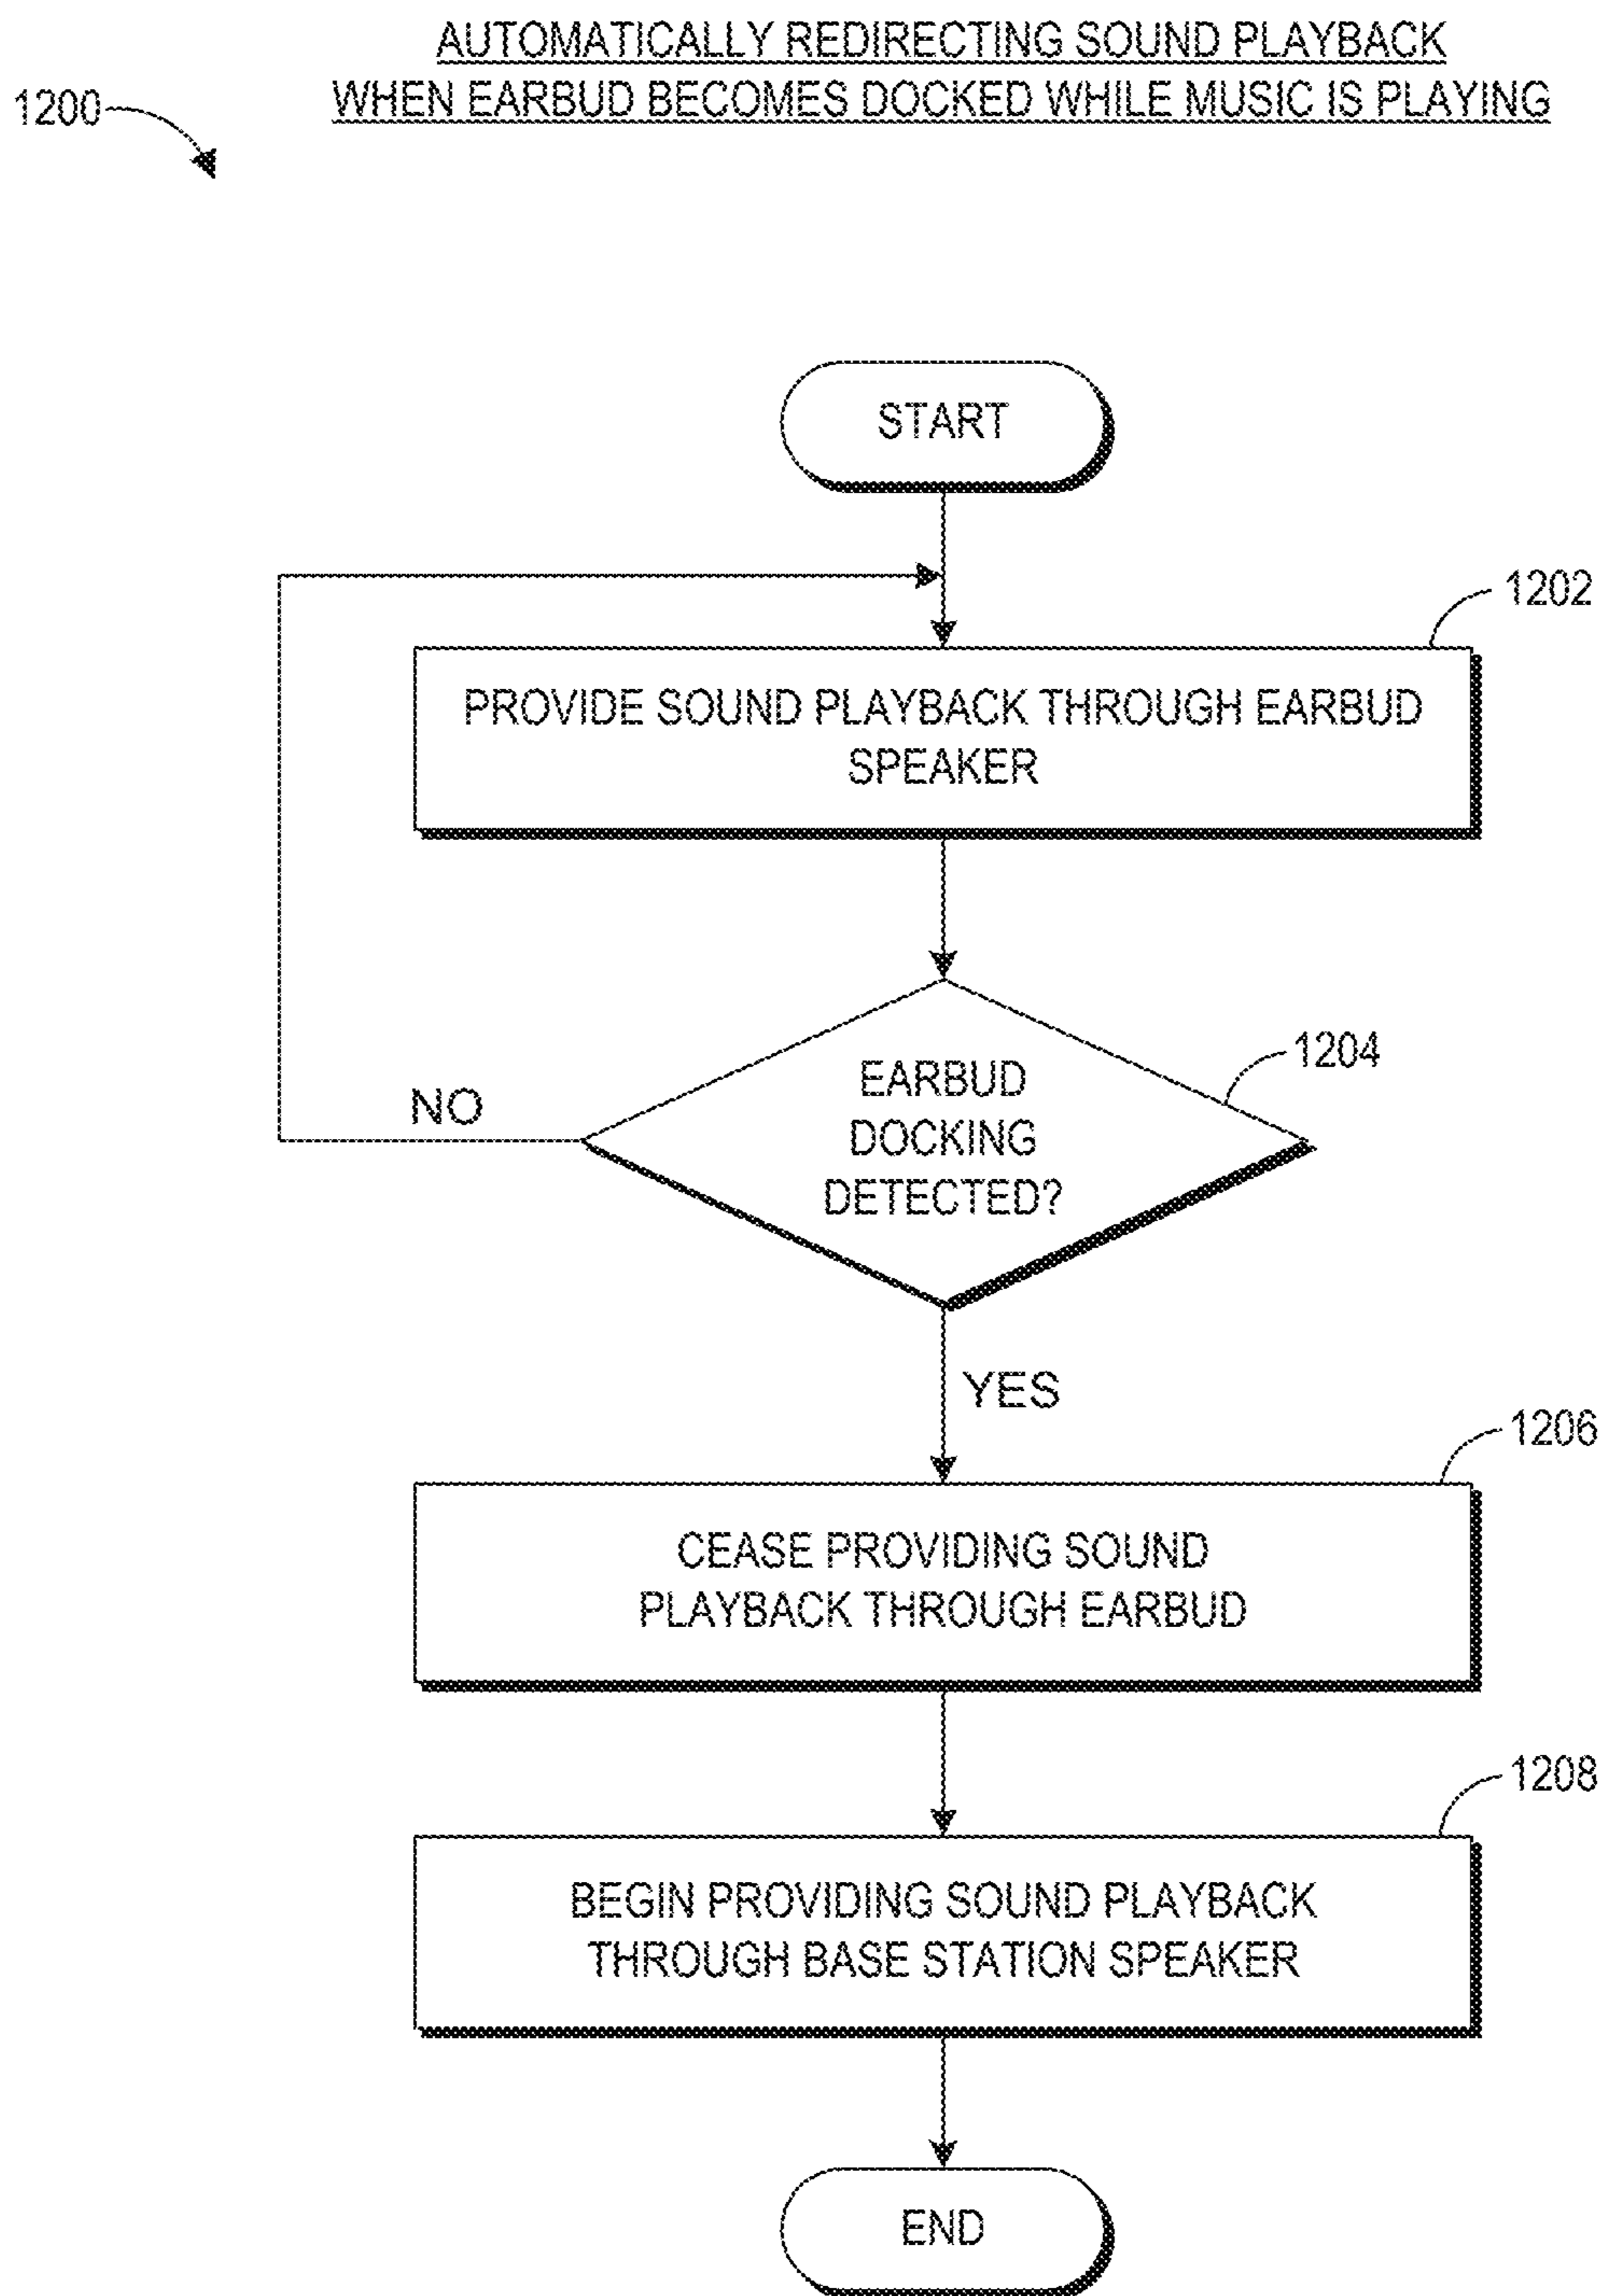 AUTOMATICALLY REDIRECTING SOUND PLAYBACK
WHEN EARBUD BECOMES DOCKED WHILE MUSIC IS PLAYING
1200
START
1202
PROVIDE SOUND PLAYBACK THROUGH EARBUD
SPEAKER
1204
EARBUD
DOCKING
DETECTED?
NO
YES
1206
CEASE PROVIDING SOUND
PLAYBACK THROUGH EARBUD
1208
BEGIN PROVIDING SOUND PLAYBACK
THROUGH BASE STATION SPEAKER
END